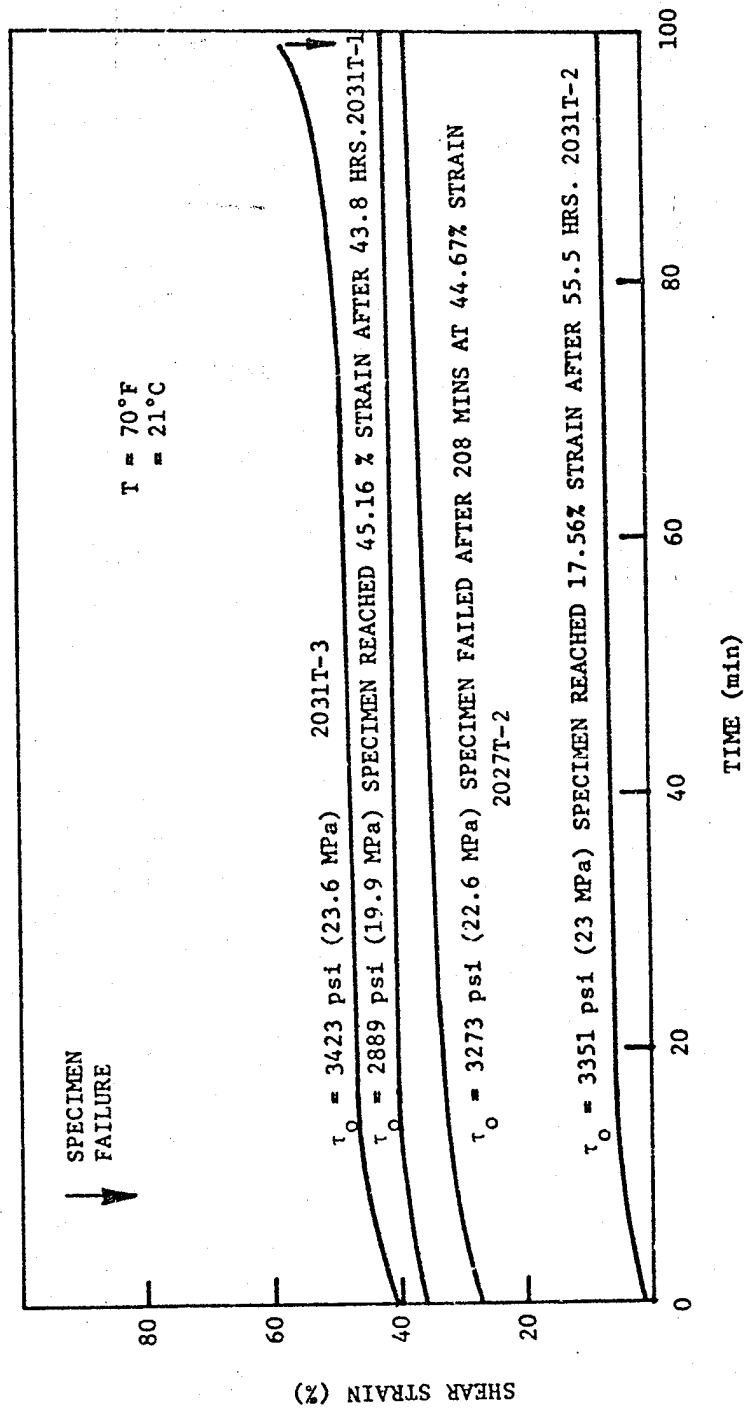 SPECIMEN
FAILURE
T = 70°F
= 21°C
τo = 3423 psi (23.6 MPa) 2031T-3
τo = 2889 psi (19.9 MPa) SPECIMEN REACHED 45.16 % STRAIN AFTER 43.8 HRS.2031T-1
τo = 3273 psi (22.6 MPa) SPECIMEN FAILED AFTER 208 MINS AT 44.67% STRAIN
2027T-2
τo = 3351 psi (23 MPa) SPECIMEN REACHED 17.56% STRAIN AFTER 55.5 HRS. 2031T-2
SHEAR STRAIN (%)
80
60
40
20
0
20
40
60
80
100
TIME (min)